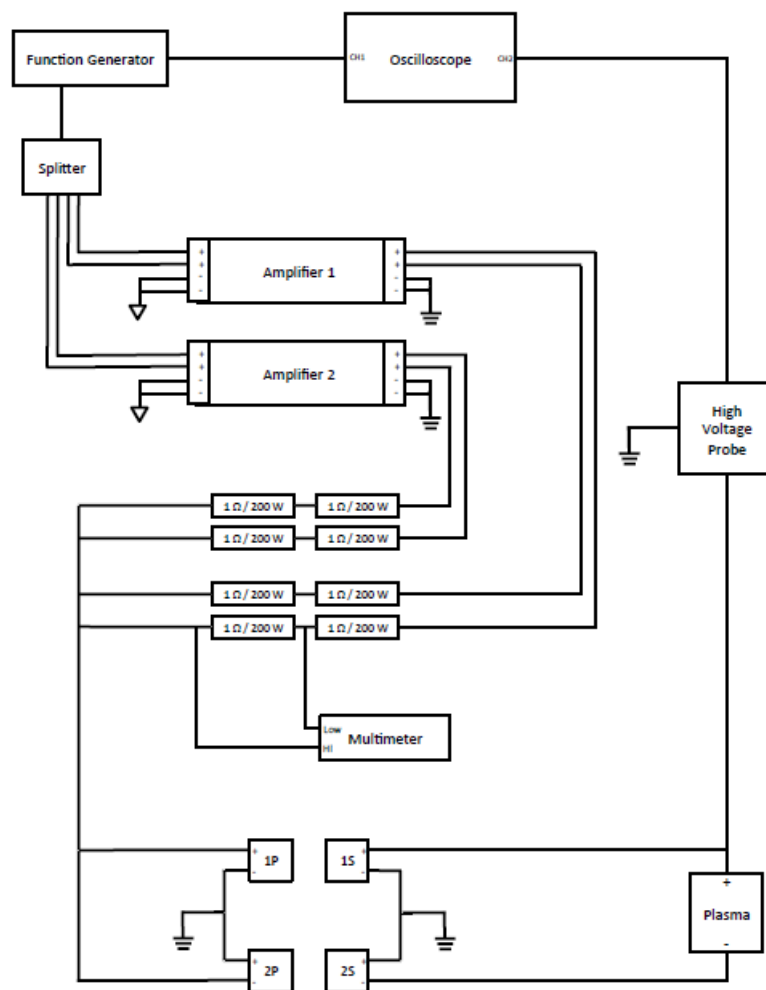 Function Generator
CH1
Oscilloscope
CH2
Splitter
+
+
-
-
Amplifier 1
+
+
-
-
+
+
-
-
Amplifier 2
+
+
-
-
High
Voltage
Probe
1 Ω / 200 W
1 Ω / 200 W
1 Ω / 200 W
1 Ω / 200 W
1 Ω / 200 W
1 Ω / 200 W
1 Ω / 200 W
1 Ω / 200 W
Low
Hi
Multimeter
+
-
1P
+
-
1S
+
Plasma
-
+
-
2P
+
-
2S